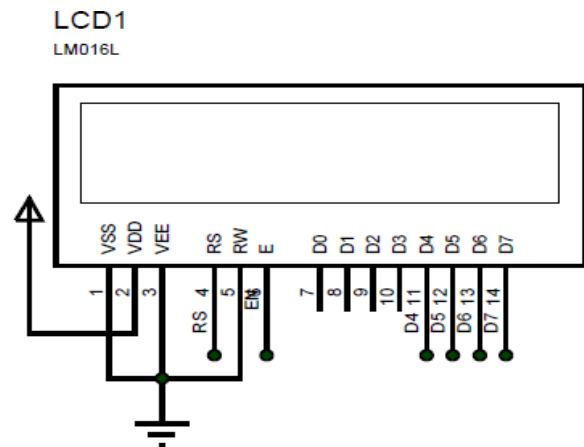 LCD1
LM016L
VSS VDD VEE RS RW E D0 D1 D2 D3 D4 D5 D6 D7
1 2 3 4 5 6 7 8 9 10 11 12 13 14
RS EN D4 D5 D6 D7